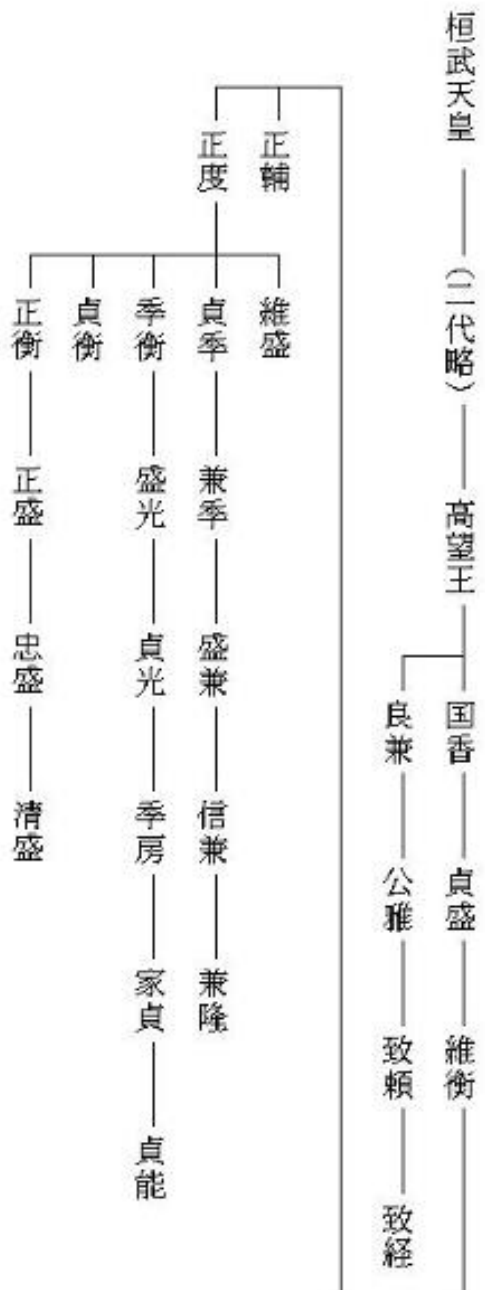 桓武天皇
(二代略)
高望王
国香
貞盛
維衡
良兼
公雅
致頼
致経
正輔
正度
維盛
貞季
兼季
盛兼
信兼
兼隆
季衡
盛光
貞光
季房
家貞
貞能
貞衡
正衡
正盛
忠盛
清盛